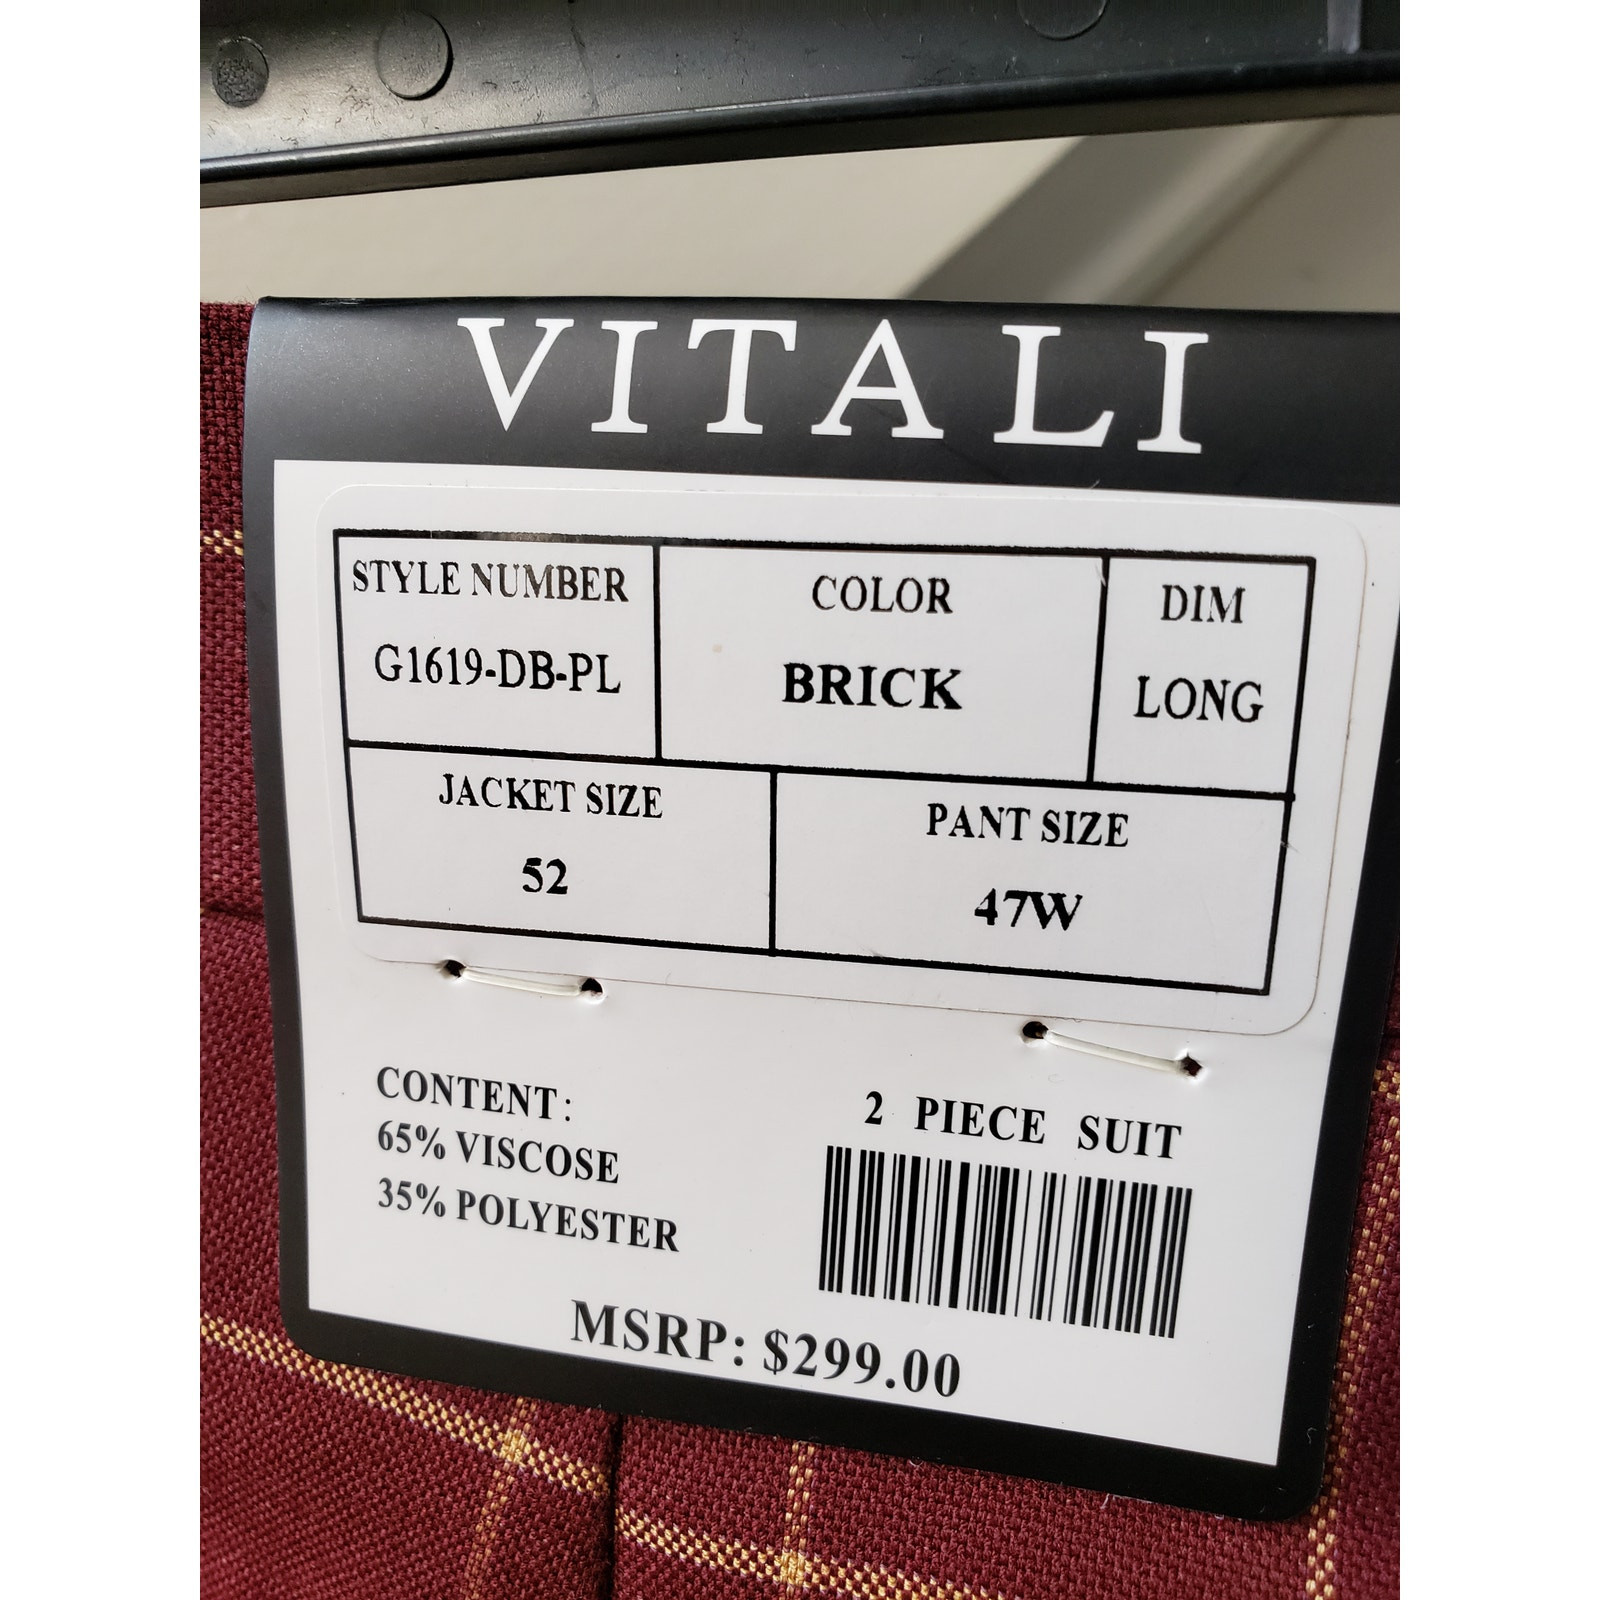 VITALI
STYLE NUMBER
G1619-DB-PL
COLOR
BRICK
DIM
LONG
JACKET SIZE
52
PANT SIZE
47W
CONTENT:
65% VISCOSE
35% POLYESTER
2 PIECE SUIT
MSRP: $299.00